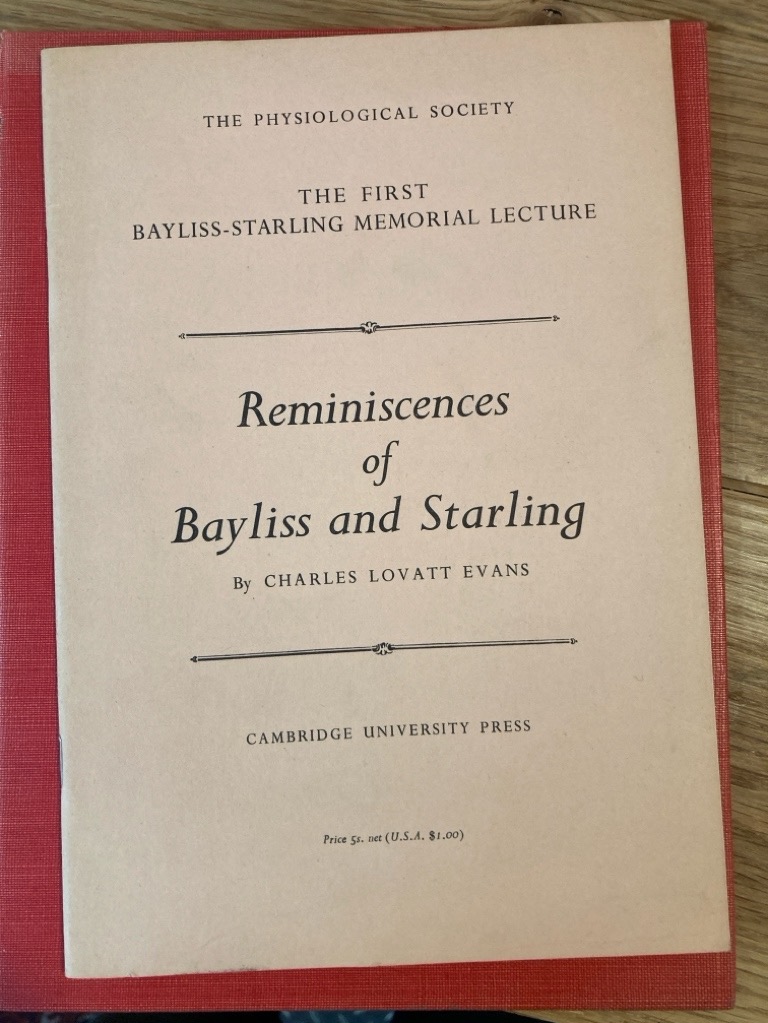 THE PHYSIOLOGICAL SOCIETY
THE FIRST
BAYLISS-STARLING MEMORIAL LECTURE
Reminiscences
of
Bayliss and Starling
By CHARLES LOVATT EVANS
CAMBRIDGE UNIVERSITY PRESS
Price 5s. net (U.S.A. $1.00)